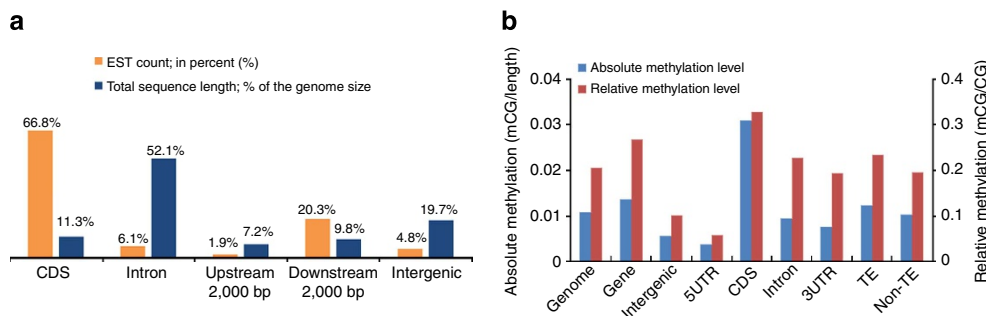 a
EST count; in percent (%)
Total sequence length; % of the genome size
66.8%
11.3%
6.1%
52.1%
1.9%
7.2%
20.3%
9.8%
4.8%
19.7%
CDS
Intron
Upstream
2,000 bp
Downstream
2,000 bp
Intergenic
b
Absolute methylation (mCG/length)
0.04
0.03
0.02
0.01
0
Absolute methylation level
Relative methylation level
0.4
0.3
0.2
0.1
0
Relative methylation (mCG/CG)
Genome
Gene
Intergenic
5UTR
CDS
Intron
3UTR
TE
Non-TE